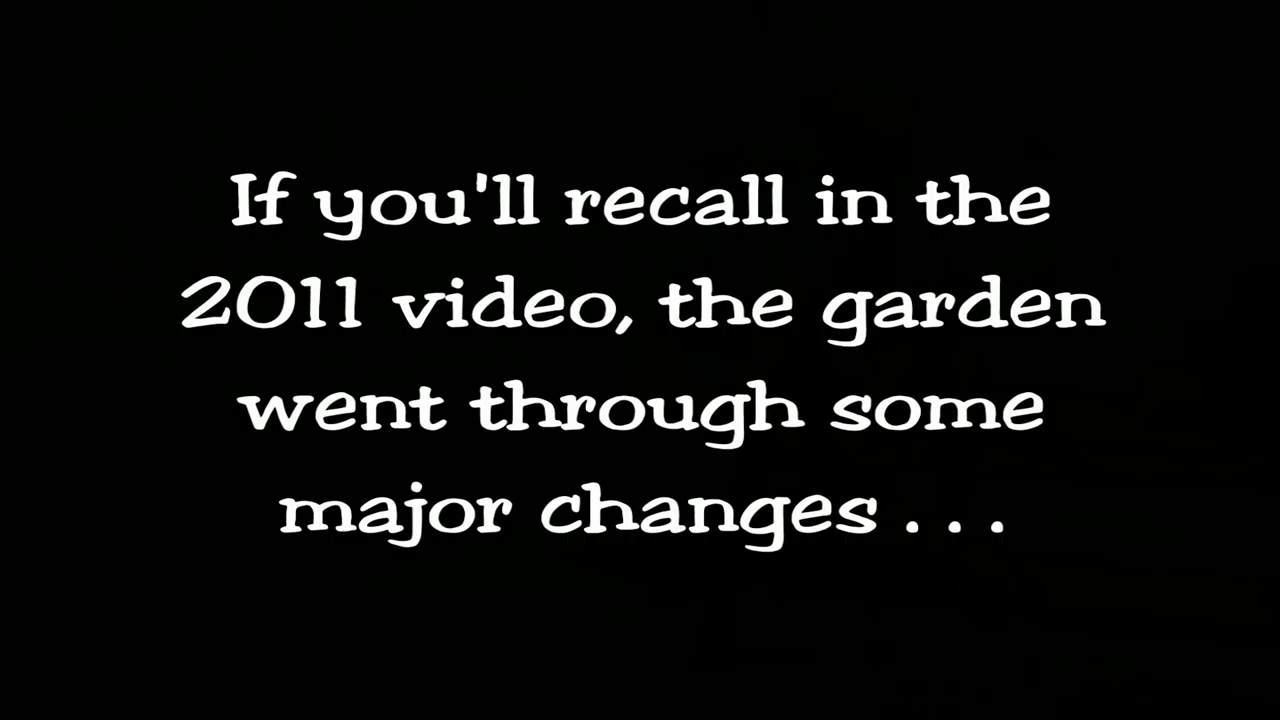 If you'll recall in the
2011 video, the garden
went through some
major changes . . .